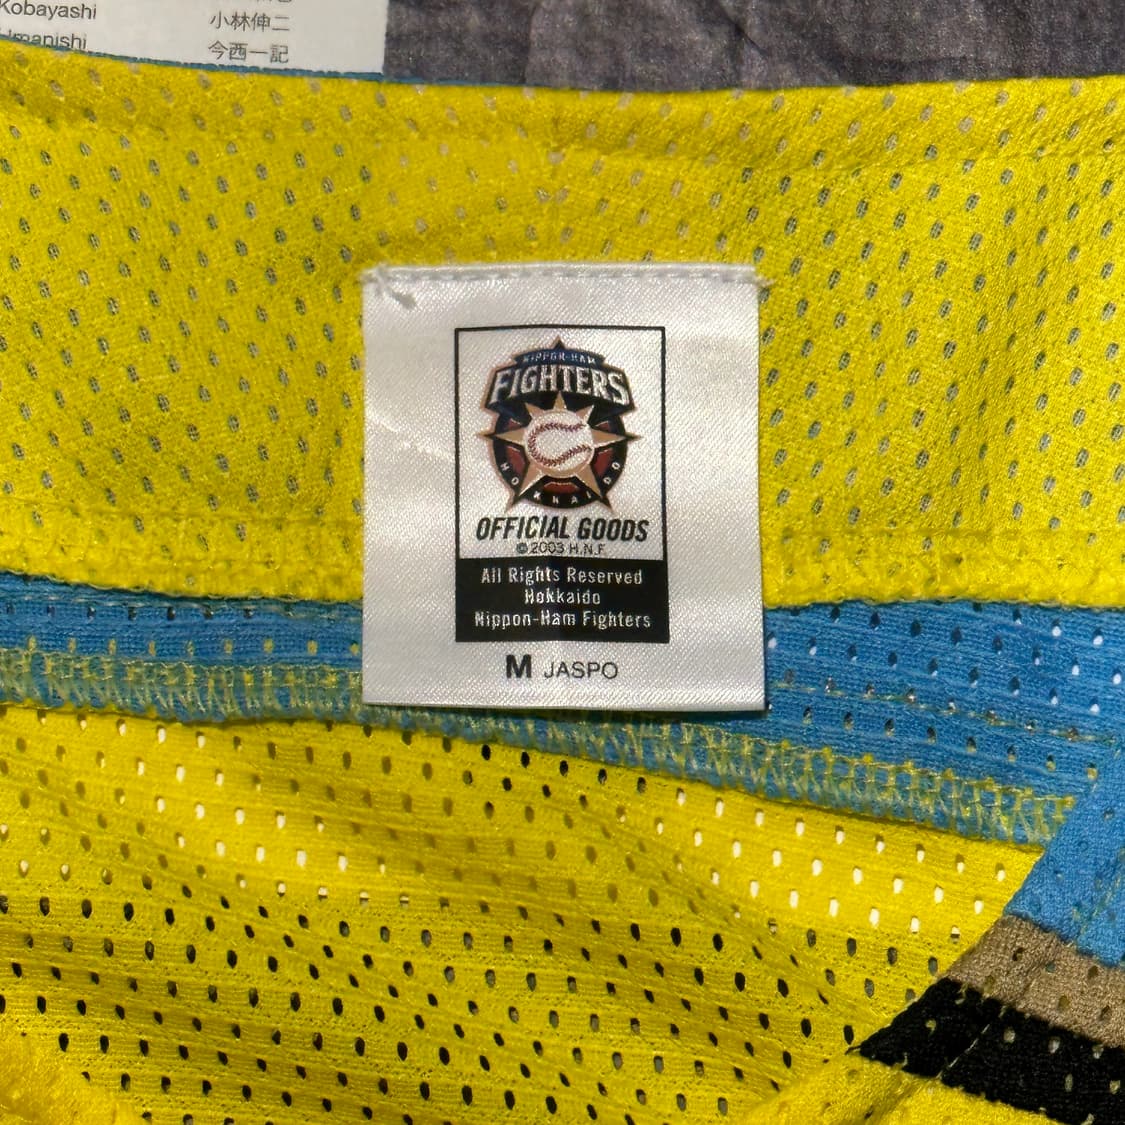 Kobayashi
小林伸二
今西一記
NIPPON-HAM
FIGHTERS
HOKKAIDO
OFFICIAL GOODS
©2003 H.N.F.
All Rights Reserved
Hokkaido
Nippon-Ham Fighters
M JASPO